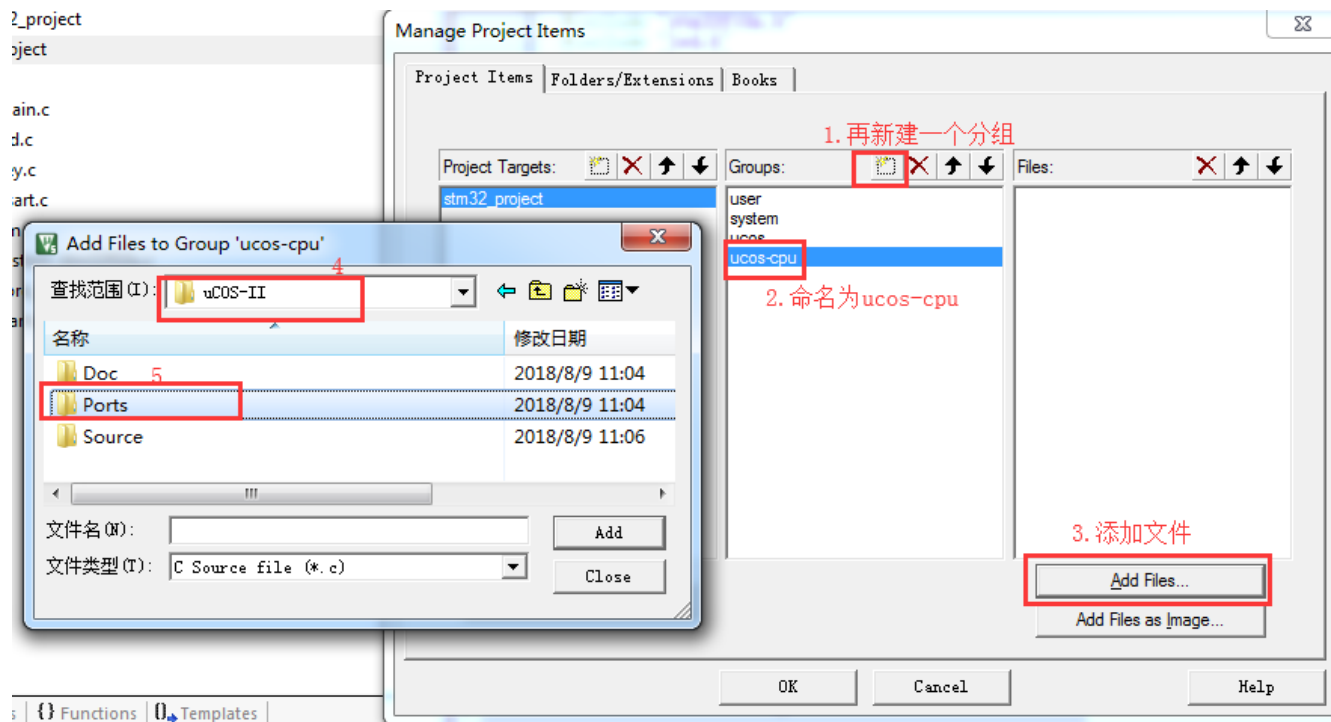 2_project
oject
ain.c
d.c
ey.c
sart.c
Manage Project Items
Project Items
Folders/Extensions
Books
1.再新建一个分组
Project Targets:
Groups:
Files:
stm32_project
user
system
ucos
ucos-cpu
2.命名为ucos-cpu
3.添加文件
Add Files...
Add Files as Image...
OK
Cancel
Help
Add Files to Group 'ucos-cpu'
4
查找范围(I):
uCOS-II
名称
修改日期
Doc
2018/8/9 11:04
5
Ports
2018/8/9 11:04
Source
2018/8/9 11:06
文件名(N):
Add
文件类型(T):
C Source file (*.c)
Close
s
{} Functions
Templates